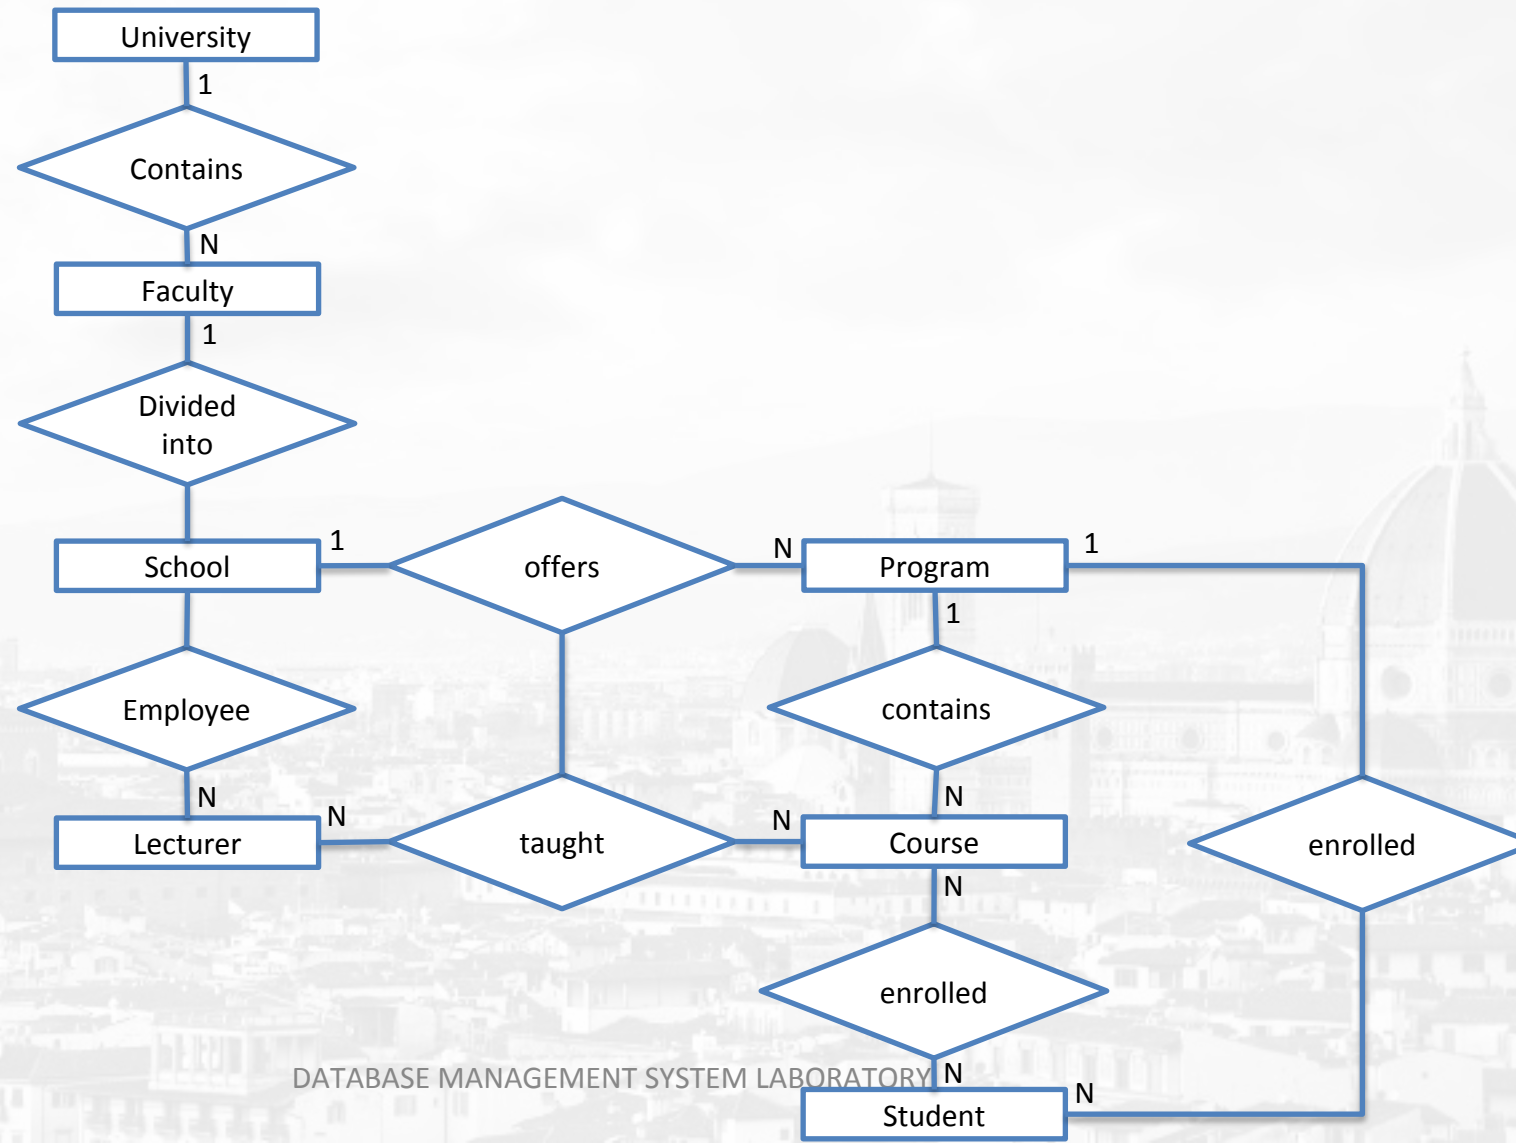 University
1
Contains
N
Faculty
1
Divided
into
School
1
offers
N
Program
1
1
Employee
contains
N
Lecturer
N
taught
N
N
Course
enrolled
N
enrolled
DATABASE MANAGEMENT SYSTEM LABORATORY
N
Student
N